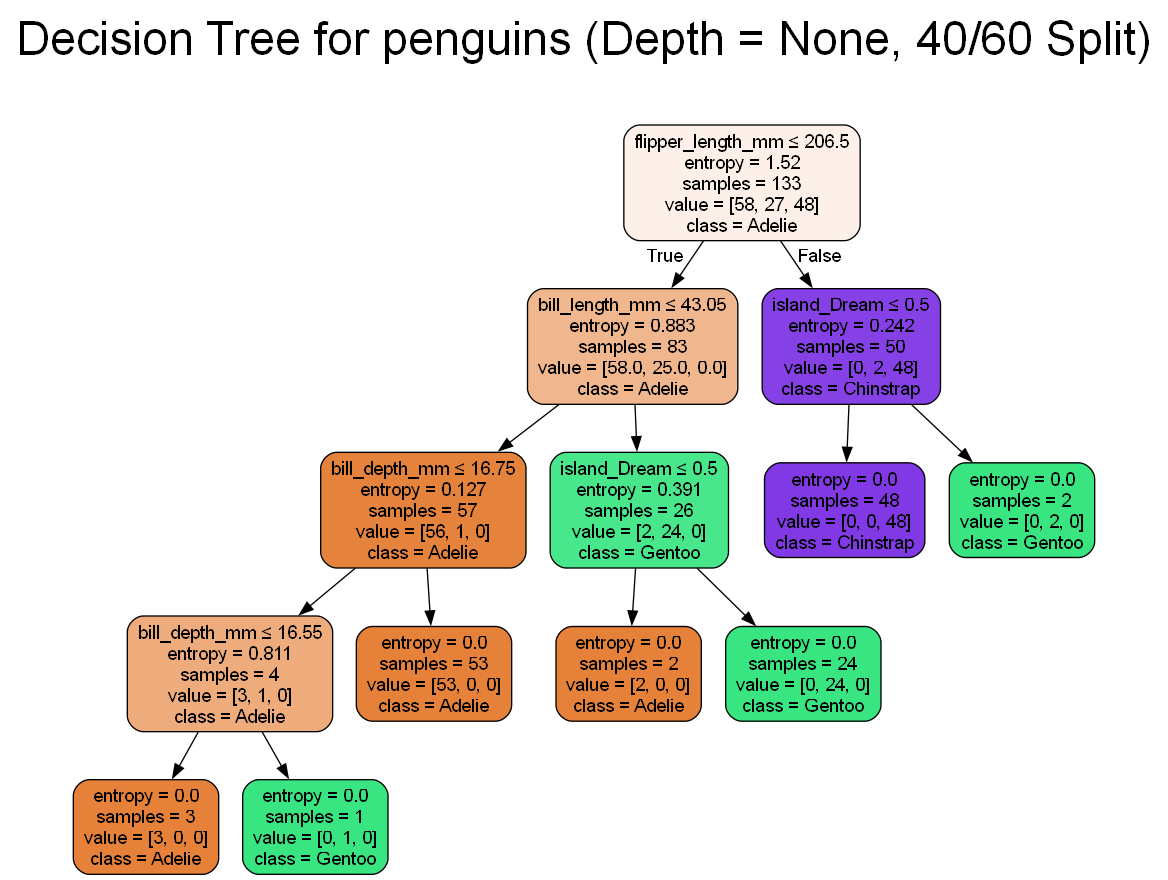 Decision Tree for penguins (Depth = None, 40/60 Split)
flipper_length_mm ≤ 206.5
entropy = 1.52
samples = 133
value = [58, 27, 48]
class = Adelie
True
False
bill_length_mm ≤ 43.05
entropy = 0.883
samples = 83
value = [58.0, 25.0, 0.0]
class = Adelie
island_Dream ≤ 0.5
entropy = 0.242
samples = 50
value = [0, 2, 48]
class = Chinstrap
bill_depth_mm ≤ 16.75
entropy = 0.127
samples = 57
value = [56, 1, 0]
class = Adelie
island_Dream ≤ 0.5
entropy = 0.391
samples = 26
value = [2, 24, 0]
class = Gentoo
entropy = 0.0
samples = 48
value = [0, 0, 48]
class = Chinstrap
entropy = 0.0
samples = 2
value = [0, 2, 0]
class = Gentoo
bill_depth_mm ≤ 16.55
entropy = 0.811
samples = 4
value = [3, 1, 0]
class = Adelie
entropy = 0.0
samples = 53
value = [53, 0, 0]
class = Adelie
entropy = 0.0
samples = 2
value = [2, 0, 0]
class = Adelie
entropy = 0.0
samples = 24
value = [0, 24, 0]
class = Gentoo
entropy = 0.0
samples = 3
value = [3, 0, 0]
class = Adelie
entropy = 0.0
samples = 1
value = [0, 1, 0]
class = Gentoo